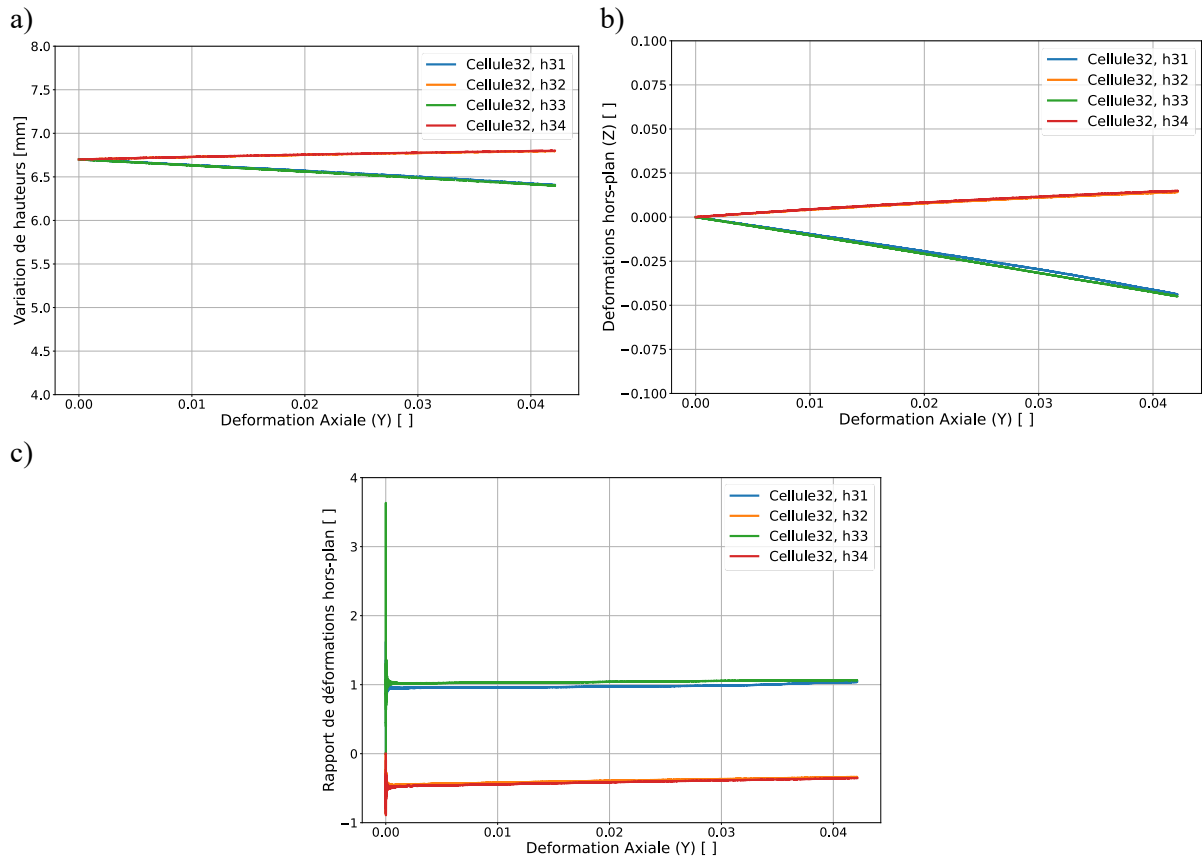 a)
8.0
7.5
7.0
6.5
6.0
5.5
5.0
4.5
4.0
Variation de hauteurs [mm]
0.00 0.01 0.02 0.03 0.04
Deformation Axiale (Y) [ ]
Cellule32, h31
Cellule32, h32
Cellule32, h33
Cellule32, h34
b)
0.100
0.075
0.050
0.025
0.000
−0.025
−0.050
−0.075
−0.100
Deformations hors-plan (Z) [ ]
0.00 0.01 0.02 0.03 0.04
Deformation Axiale (Y) [ ]
Cellule32, h31
Cellule32, h32
Cellule32, h33
Cellule32, h34
c)
4
3
2
1
0
−1
Rapport de déformations hors-plan [ ]
0.00 0.01 0.02 0.03 0.04
Deformation Axiale (Y) [ ]
Cellule32, h31
Cellule32, h32
Cellule32, h33
Cellule32, h34